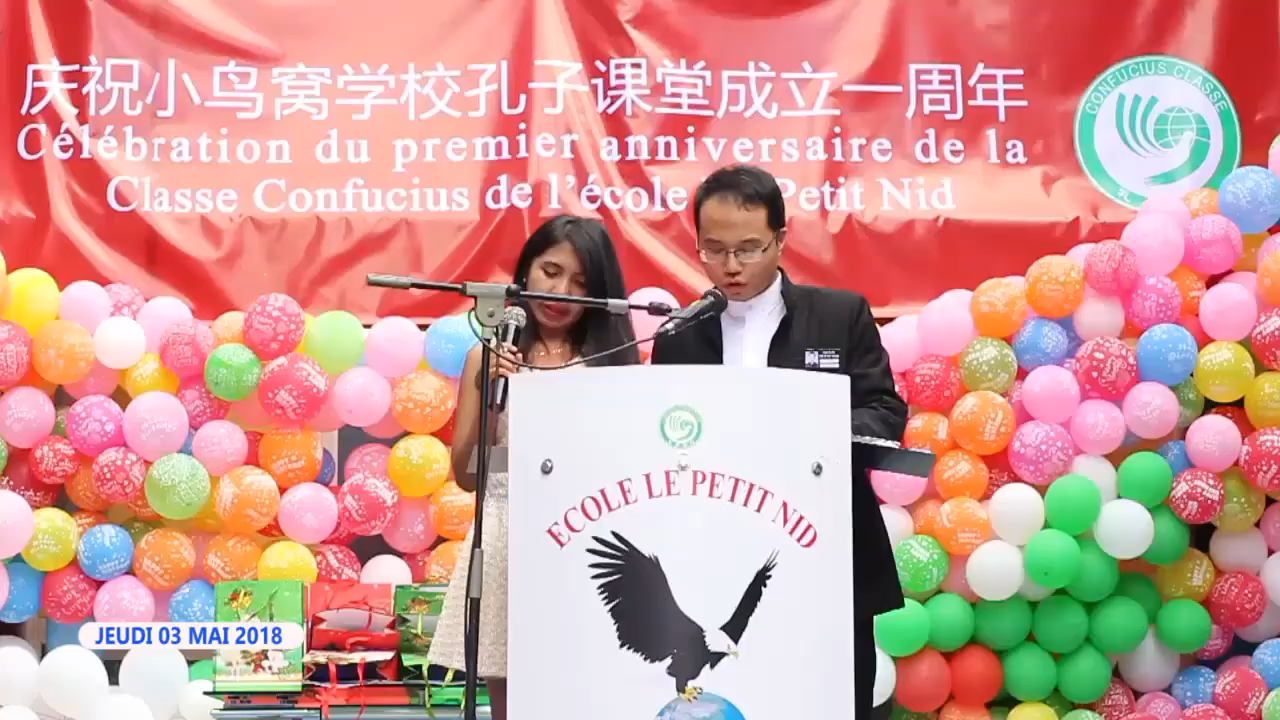 庆祝小鸟窝学校孔子课堂成立一周年
Célébration du premier anniversaire de la
Classe Confucius de l'école Petit Nid
CONFUCIUS CLASSE
ECOLE LE PETIT NID
JEUDI 03 MAI 2018